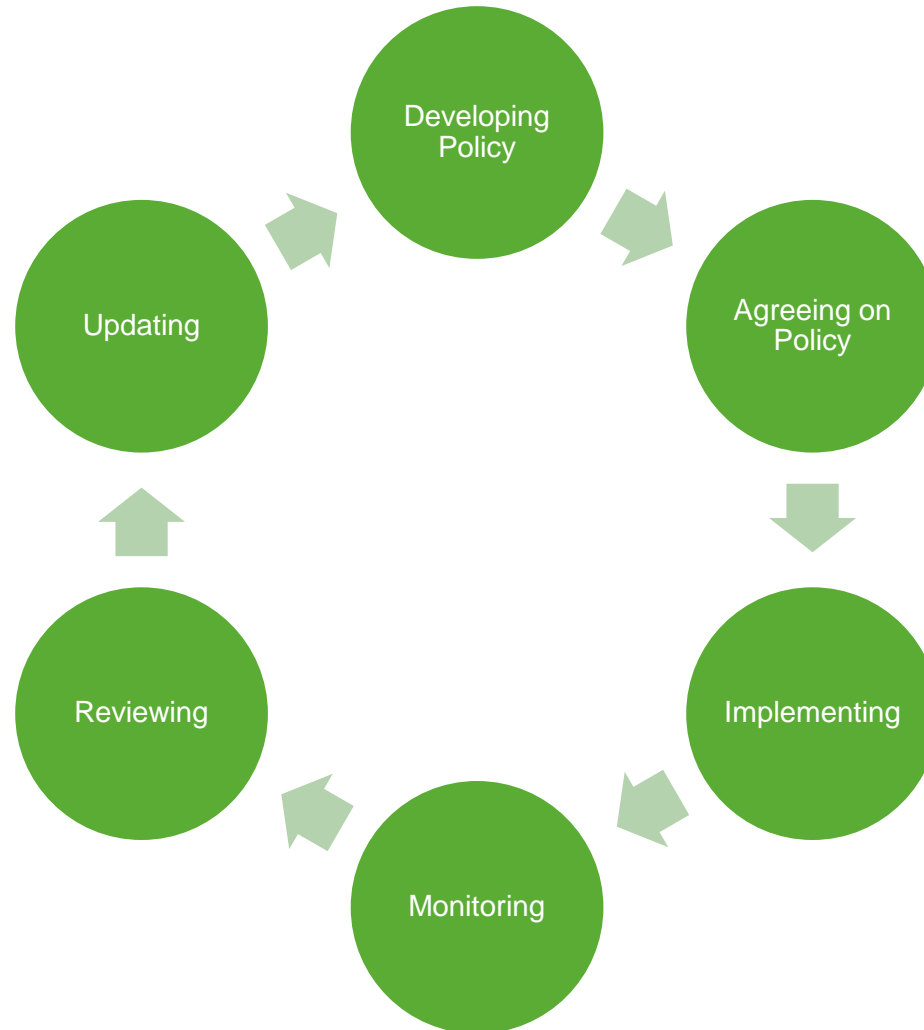 Developing
Policy
Agreeing on
Policy
Implementing
Monitoring
Reviewing
Updating